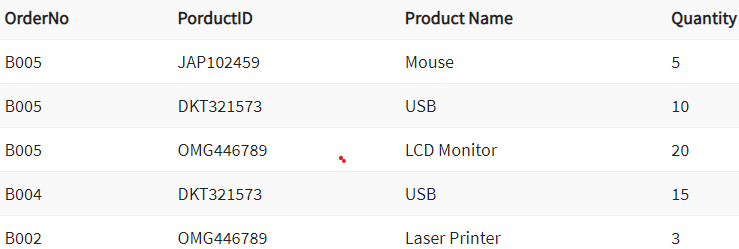 OrderNo PorductID Product Name Quantity
B005 JAP102459 Mouse 5
B005 DKT321573 USB 10
B005 OMG446789 LCD Monitor 20
B004 DKT321573 USB 15
B002 OMG446789 Laser Printer 3